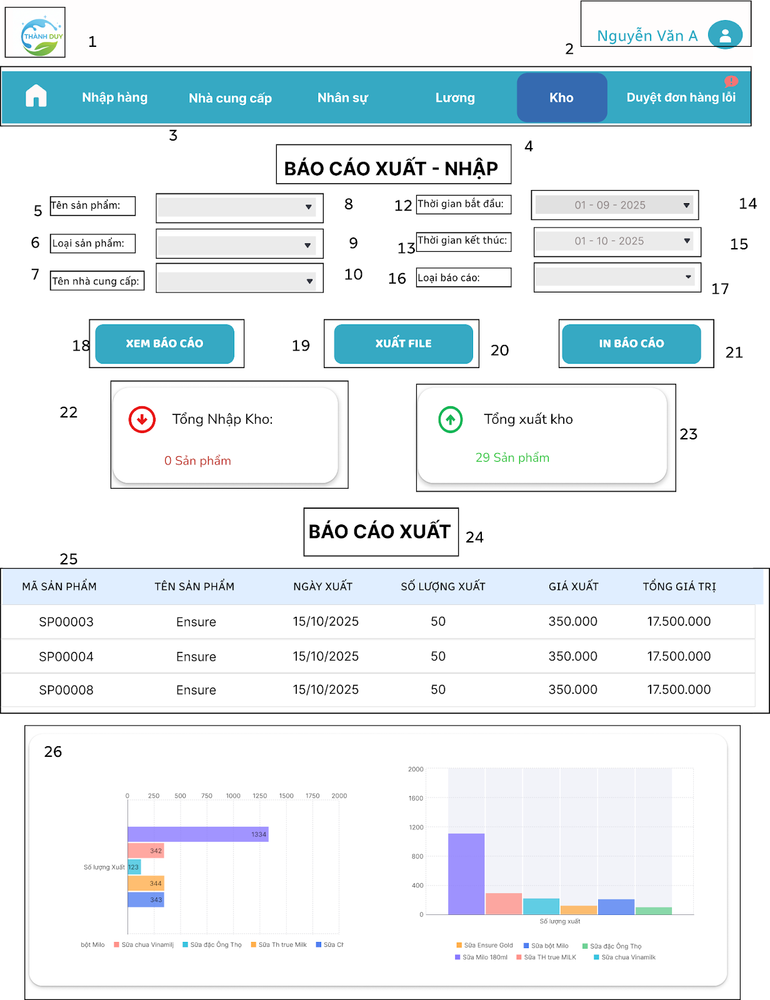 THÀNH DUY
1
Nguyễn Văn A
2
Nhập hàng
Nhà cung cấp
Nhân sự
Lương
Kho
Duyệt đơn hàng lỗi
!
3
4
BÁO CÁO XUẤT - NHẬP
5
Tên sản phẩm:
8
12
Thời gian bắt đầu:
01 - 09 - 2025
14
6
Loại sản phẩm:
9
13
Thời gian kết thúc:
01 - 10 - 2025
15
7
Tên nhà cung cấp:
10
16
Loại báo cáo:
17
18
XEM BÁO CÁO
19
XUẤT FILE
20
IN BÁO CÁO
21
22
Tổng Nhập Kho:
0 Sản phẩm
Tổng xuất kho
29 Sản phẩm
23
BÁO CÁO XUẤT
24
25
MÃ SẢN PHẨM TÊN SẢN PHẨM NGÀY XUẤT SỐ LƯỢNG XUẤT GIÁ XUẤT TỔNG GIÁ TRỊ
SP00003 Ensure 15/10/2025 50 350.000 17.500.000
SP00004 Ensure 15/10/2025 50 350.000 17.500.000
SP00008 Ensure 15/10/2025 50 350.000 17.500.000
26
0 250 500 750 1000 1250 1500 1750 2000
1334
342
Số lượng Xuất 123
344
343
bột Milo Sữa chua Vinamilj Sữa đặc Ông Thọ Sữa Th true Milk Sữa Ch
2000
1600
1200
800
400
0
Số lượng xuất
Sữa Ensure Gold Sữa bột Milo Sữa đặc Ông Thọ
Sữa Milo 180ml Sữa TH true MILK Sữa chua Vinamilk